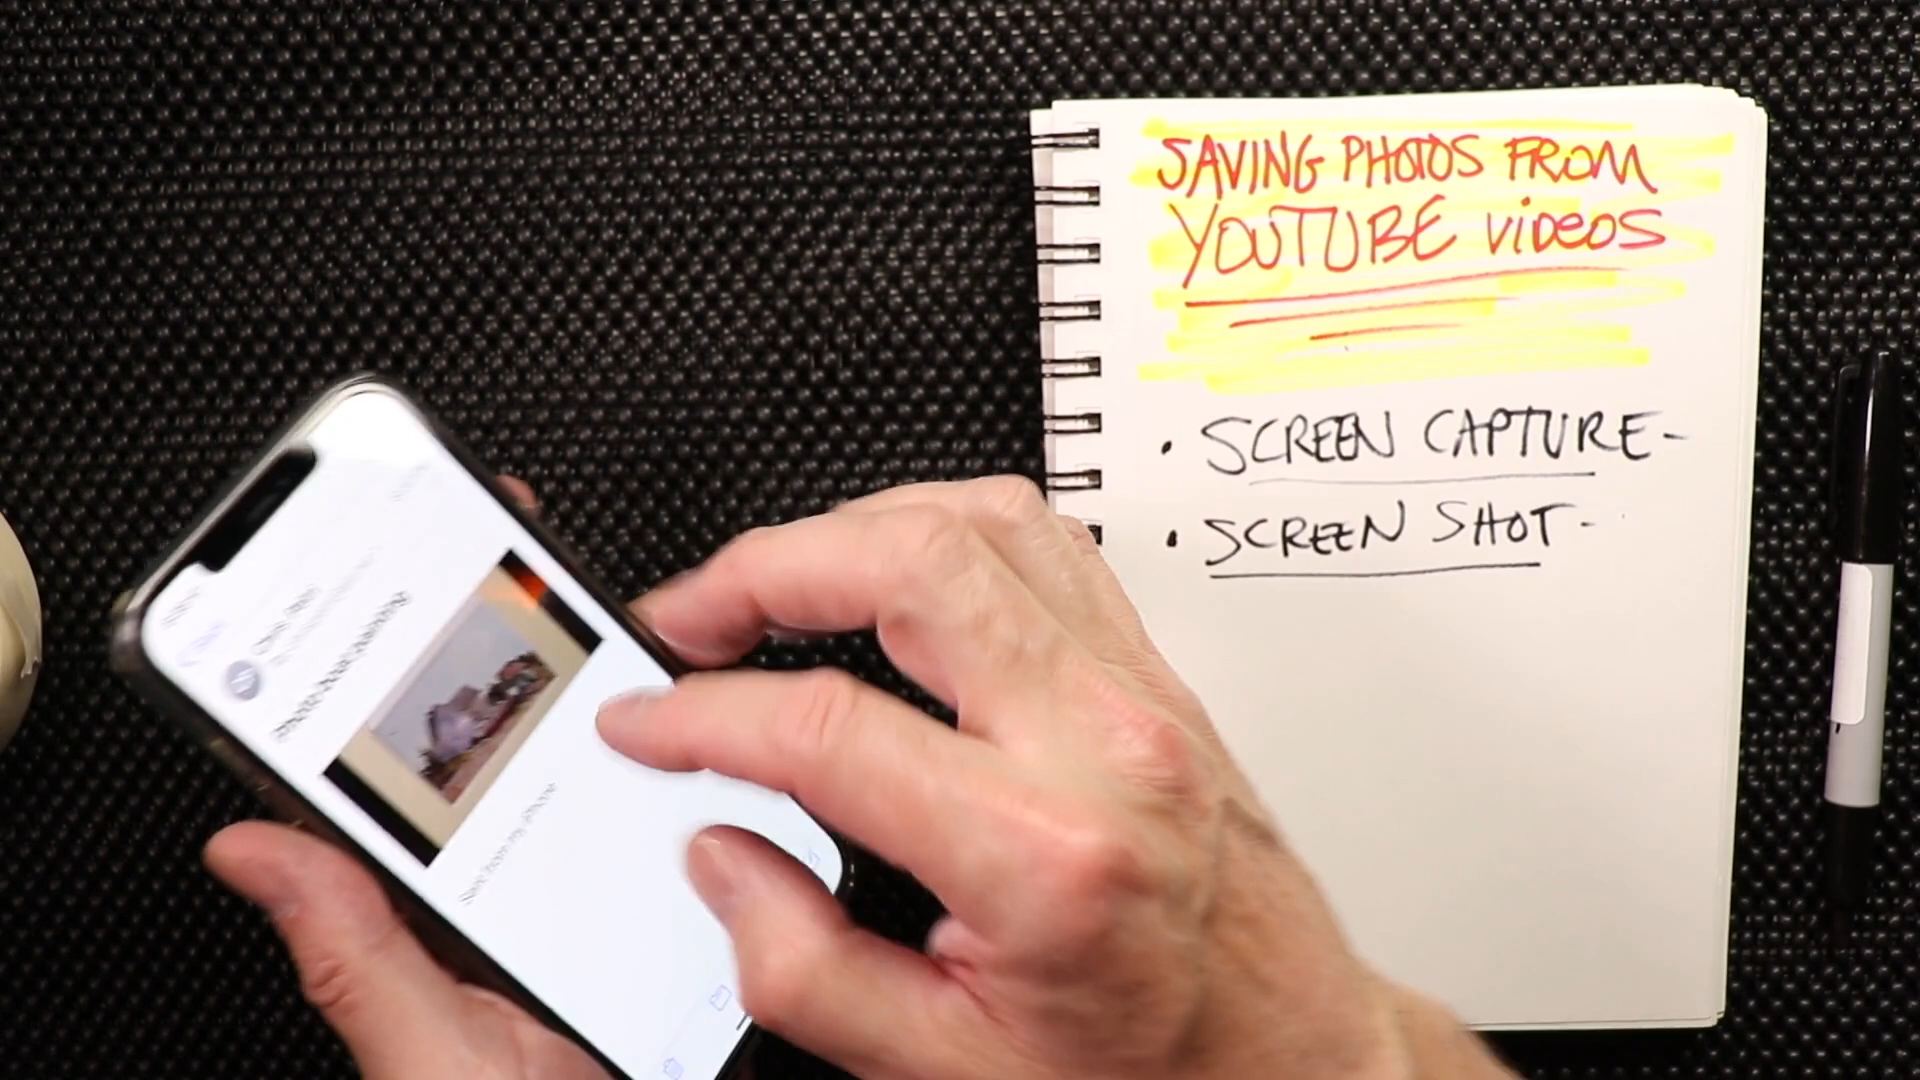 SAVING PHOTOS FROM
YOUTUBE VIDEOS
• SCREEN CAPTURE-
• SCREEN SHOT-